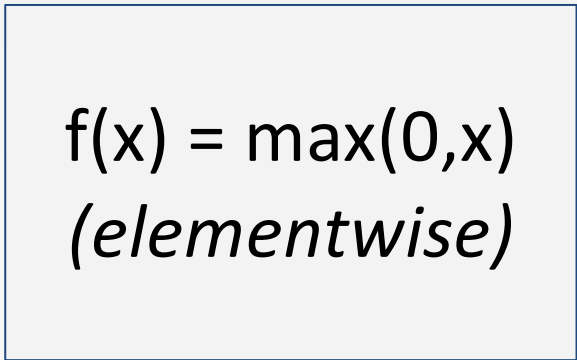 f(x) = max(0,x)
(elementwise)